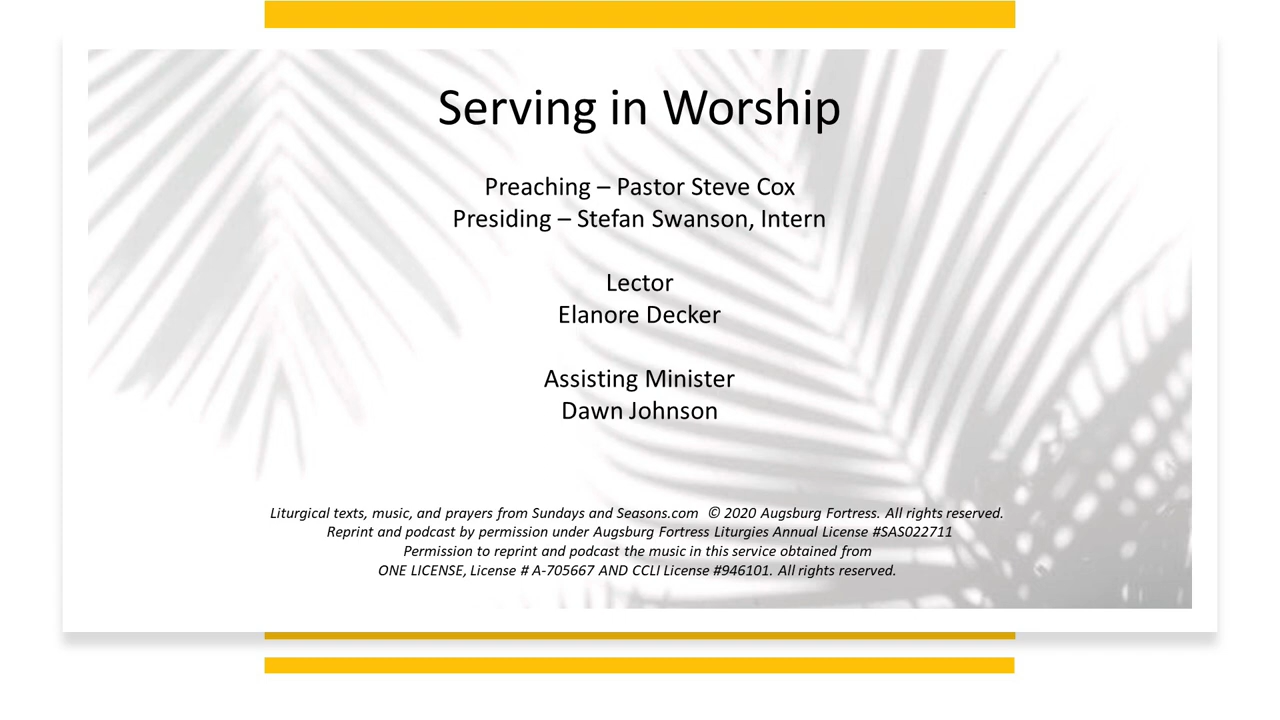 Serving in Worship
Preaching – Pastor Steve Cox
Presiding – Stefan Swanson, Intern
Lector
Elanore Decker
Assisting Minister
Dawn Johnson
Liturgical texts, music, and prayers from Sundays and Seasons.com  © 2020 Augsburg Fortress. All rights reserved.
Reprint and podcast by permission under Augsburg Fortress Liturgies Annual License #SAS022711
Permission to reprint and podcast the music in this service obtained from
ONE LICENSE, License # A-705667 AND CCLI License #946101. All rights reserved.